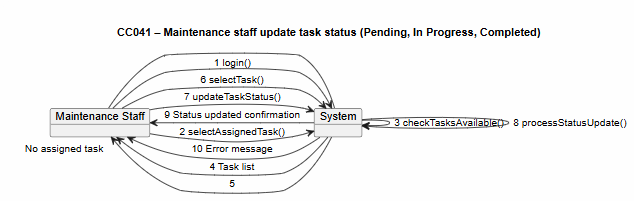 CC041 – Maintenance staff update task status (Pending, In Progress, Completed)
1 login()
6 selectTask()
7 updateTaskStatus()
9 Status updated confirmation
Maintenance Staff
System
3 checkTasksAvailable()
8 processStatusUpdate()
2 selectAssignedTask()
No assigned task
10 Error message
4 Task list
5